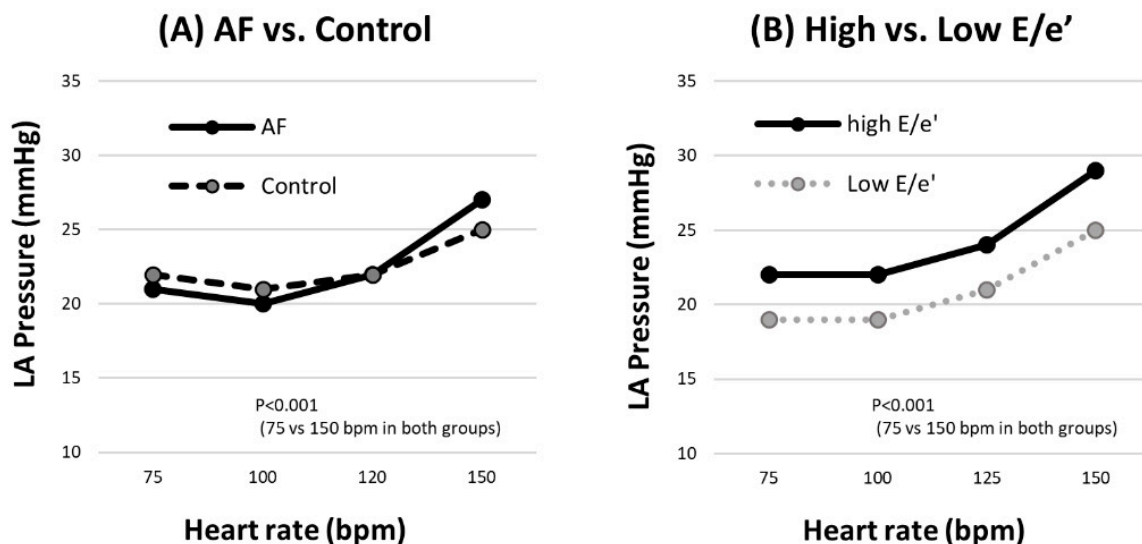 (A) AF vs. Control
LA Pressure (mmHg)
35
30
25
20
15
10
AF
Control
P<0.001
(75 vs 150 bpm in both groups)
75 100 120 150
Heart rate (bpm)
(B) High vs. Low E/e’
LA Pressure (mmHg)
35
30
25
20
15
10
high E/e'
Low E/e'
P<0.001
(75 vs 150 bpm in both groups)
75 100 125 150
Heart rate (bpm)